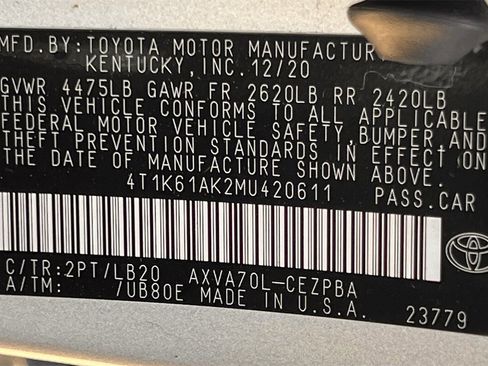 MFD.BY:TOYOTA MOTOR MANUFACTUR
KENTUCKY,INC.12/20
GVWR 4475LB GAWR FR 2620LB RR 2420LB
THIS VEHICLE CONFORMS TO ALL APPLICABLE
FEDERAL MOTOR VEHICLE SAFETY,BUMPER,AND
THEFT PREVENTION STANDARDS IN EFFECT ON
THE DATE OF MANUFACTURE SHOWN ABOVE.
4T1K61AK2MU420611 PASS.CAR
C/TR:2PT/LB20 AXVA70L-CEZPBA
A/TM: /UB80E MADE IN U.S.A. 23779